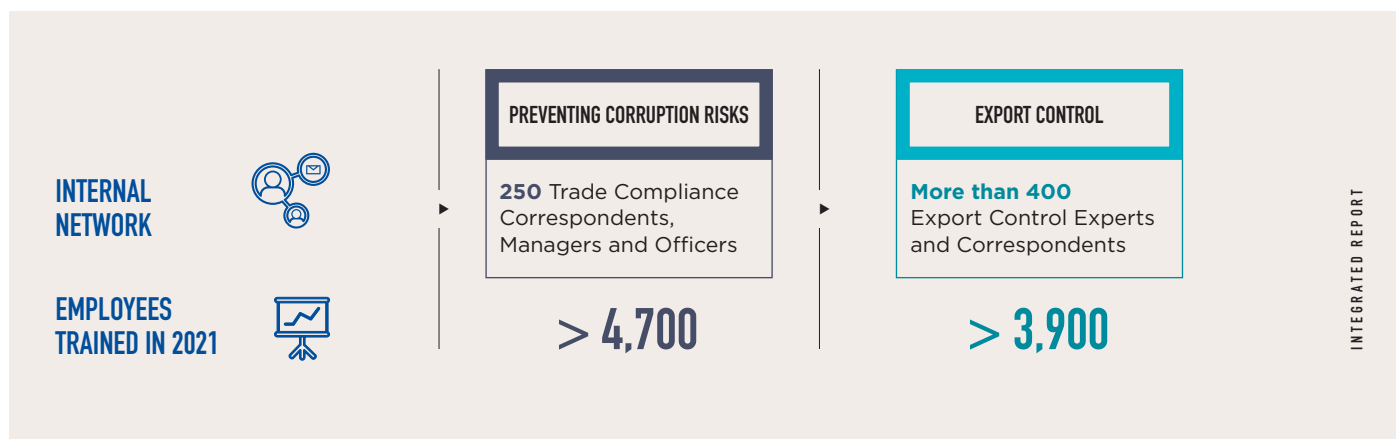 PREVENTING CORRUPTION RISKS
EXPORT CONTROL
INTERNAL
NETWORK
250 Trade Compliance
Correspondents,
Managers and Officers
More than 400
Export Control Experts
and Correspondents
EMPLOYEES
TRAINED IN 2021
> 4,700
> 3,900
INTEGRATED REPORT